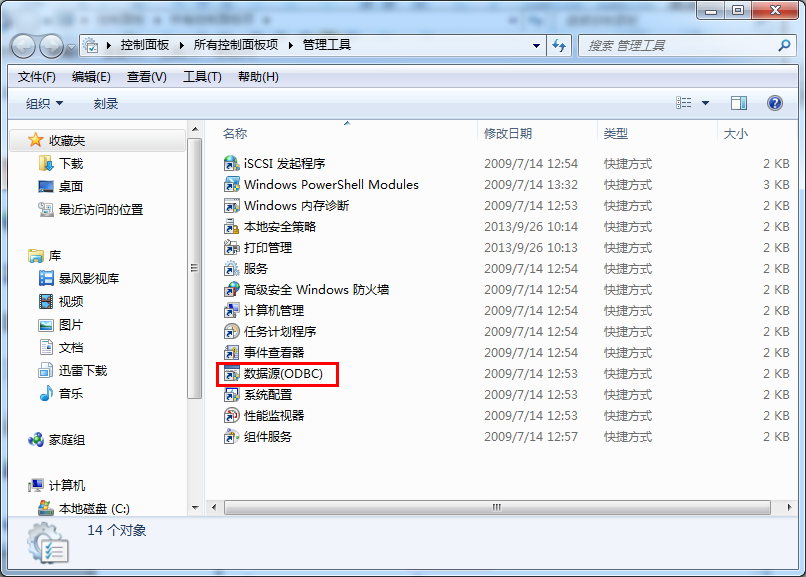 控制面板 所有控制面板项 管理工具
搜索 管理工具
文件(F) 编辑(E) 查看(V) 工具(T) 帮助(H)
组织 刻录
收藏夹
下载
桌面
最近访问的位置
库
暴风影视库
视频
图片
文档
迅雷下载
音乐
家庭组
计算机
本地磁盘 (C:)
名称 修改日期 类型 大小
iSCSI 发起程序 2009/7/14 12:54 快捷方式 2 KB
Windows PowerShell Modules 2009/7/14 13:32 快捷方式 3 KB
Windows 内存诊断 2009/7/14 12:53 快捷方式 2 KB
本地安全策略 2013/9/26 10:14 快捷方式 2 KB
打印管理 2013/9/26 10:13 快捷方式 2 KB
服务 2009/7/14 12:54 快捷方式 2 KB
高级安全 Windows 防火墙 2009/7/14 12:54 快捷方式 2 KB
计算机管理 2009/7/14 12:54 快捷方式 2 KB
任务计划程序 2009/7/14 12:54 快捷方式 2 KB
事件查看器 2009/7/14 12:54 快捷方式 2 KB
数据源(ODBC) 2009/7/14 12:53 快捷方式 2 KB
系统配置 2009/7/14 12:53 快捷方式 2 KB
性能监视器 2009/7/14 12:53 快捷方式 2 KB
组件服务 2009/7/14 12:57 快捷方式 2 KB
14 个对象